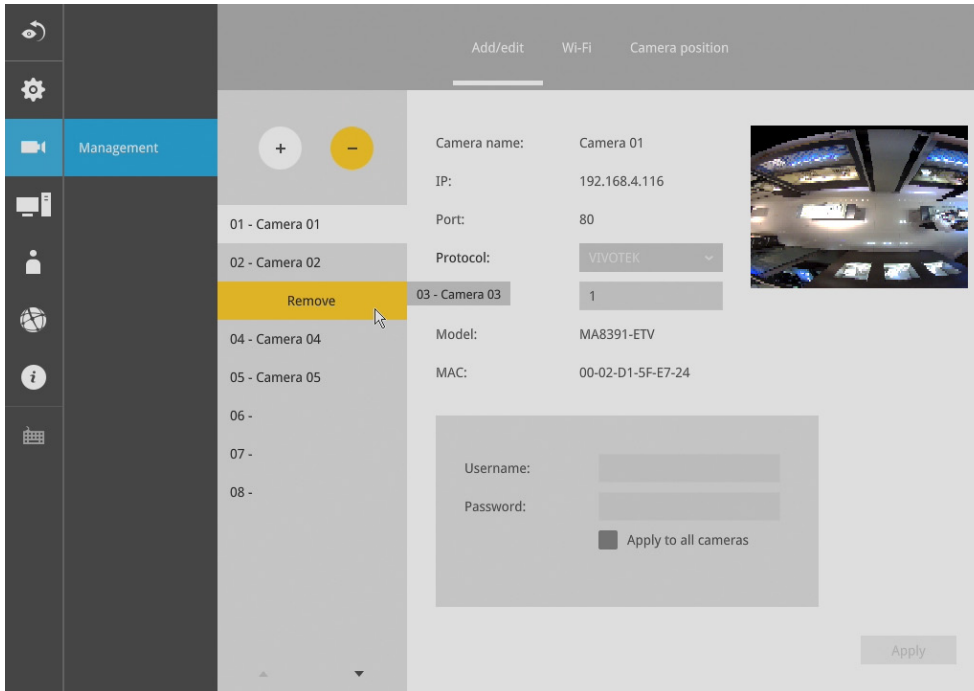 Add/edit Wi-Fi Camera position
Management
+ −
01 - Camera 01
02 - Camera 02
Remove
04 - Camera 04
05 - Camera 05
06 -
07 -
08 -
Camera name: Camera 01
IP: 192.168.4.116
Port: 80
Protocol: VIVOTEK
03 - Camera 03 1
Model: MA8391-ETV
MAC: 00-02-D1-5F-E7-24
Username:
Password:
Apply to all cameras
Apply